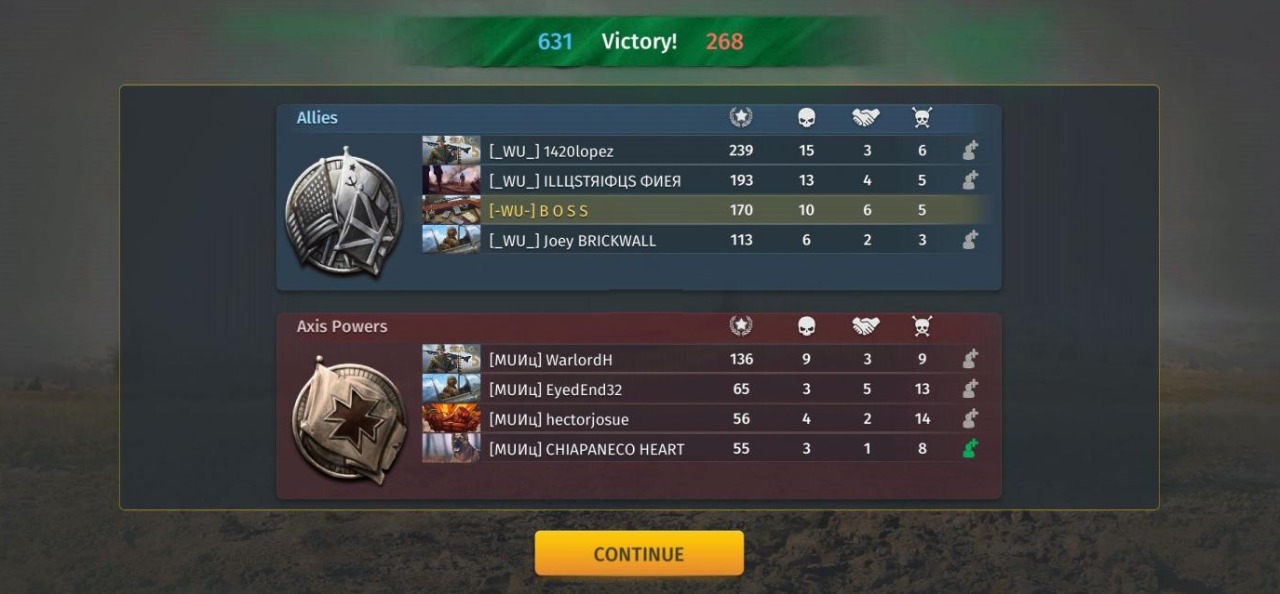 631 Victory! 268
Allies
[_WU_] 1420lopez 239 15 3 6
[_WU_] ILLЦSTЯIФЦS ФИEЯ 193 13 4 5
[-WU-] B O S S 170 10 6 5
[_WU_] Joey BRICKWALL 113 6 2 3
Axis Powers
[MUИц] WarlordH 136 9 3 9
[MUИц] EyedEnd32 65 3 5 13
[MUИц] hectorjosue 56 4 2 14
[MUИц] CHIAPANECO HEART 55 3 1 8
CONTINUE